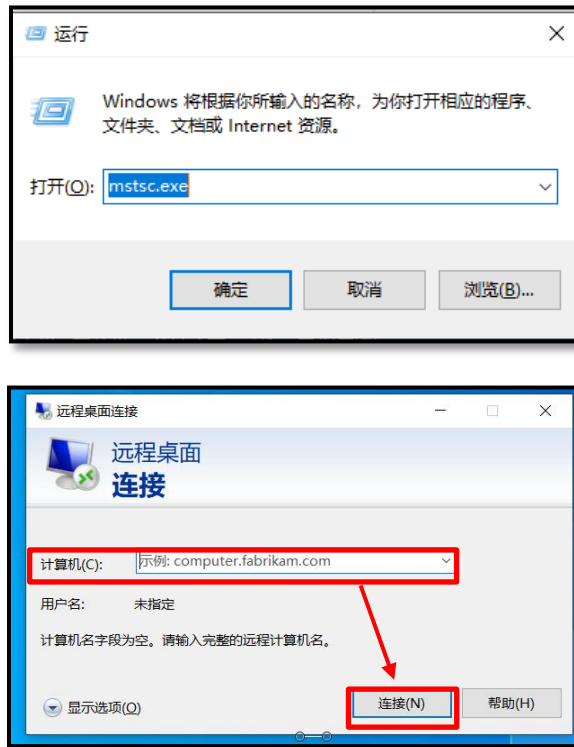 运行
Windows 将根据你所输入的名称，为你打开相应的程序、
文件夹、文档或 Internet 资源。
打开(O): mstsc.exe
确定 取消 浏览(B)...
远程桌面连接
远程桌面
连接
计算机(C): 示例: computer.fabrikam.com
用户名: 未指定
计算机名字段为空。请输入完整的远程计算机名。
显示选项(O) 连接(N) 帮助(H)